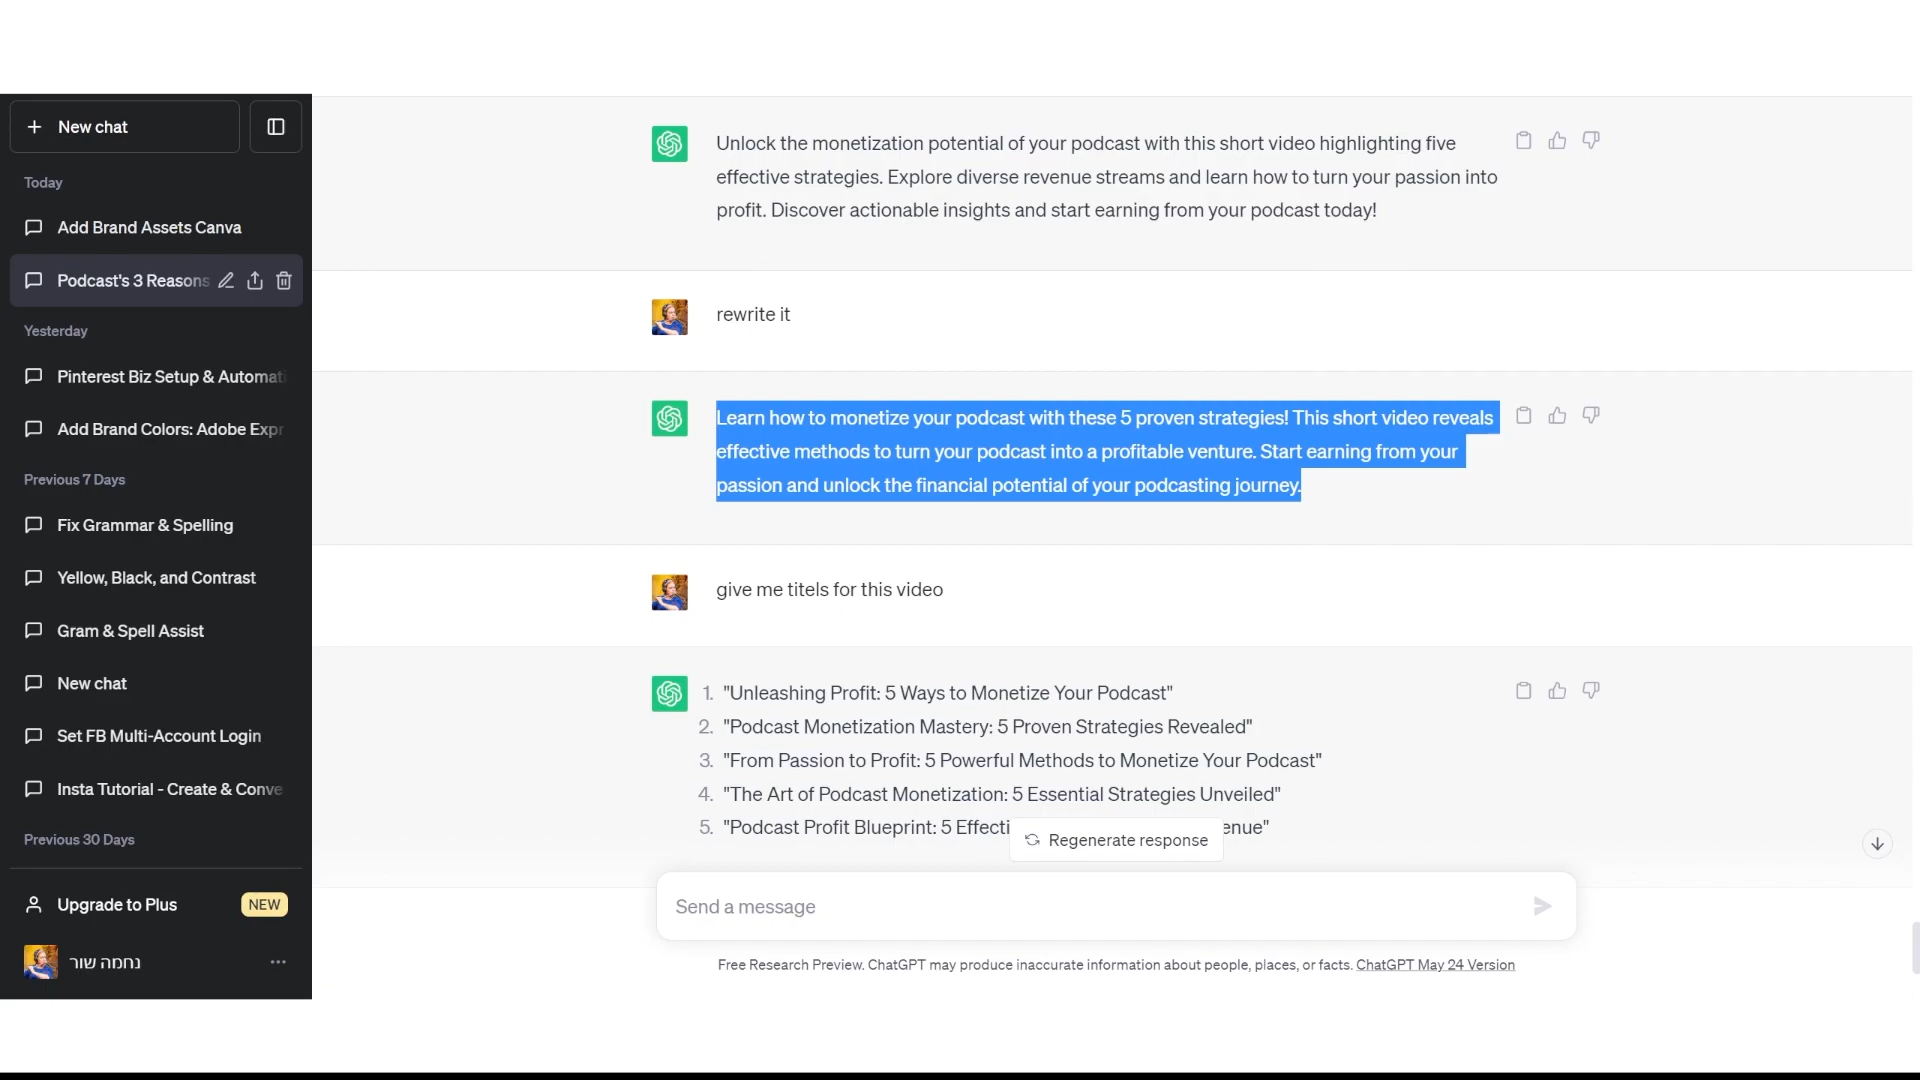 New chat
Today
Add Brand Assets Canva
Podcast's 3 Reasons
Yesterday
Pinterest Biz Setup & Automati
Add Brand Colors: Adobe Expr
Previous 7 Days
Fix Grammar & Spelling
Yellow, Black, and Contrast
Gram & Spell Assist
New chat
Set FB Multi-Account Login
Insta Tutorial - Create & Conve
Previous 30 Days
Upgrade to Plus
NEW
נחמה שור
Unlock the monetization potential of your podcast with this short video highlighting five
effective strategies. Explore diverse revenue streams and learn how to turn your passion into
profit. Discover actionable insights and start earning from your podcast today!
rewrite it
Learn how to monetize your podcast with these 5 proven strategies! This short video reveals
effective methods to turn your podcast into a profitable venture. Start earning from your
passion and unlock the financial potential of your podcasting journey.
give me titels for this video
1. "Unleashing Profit: 5 Ways to Monetize Your Podcast"
2. "Podcast Monetization Mastery: 5 Proven Strategies Revealed"
3. "From Passion to Profit: 5 Powerful Methods to Monetize Your Podcast"
4. "The Art of Podcast Monetization: 5 Essential Strategies Unveiled"
5. "Podcast Profit Blueprint: 5 Effecti enue"
Regenerate response
Send a message
Free Research Preview. ChatGPT may produce inaccurate information about people, places, or facts. ChatGPT May 24 Version